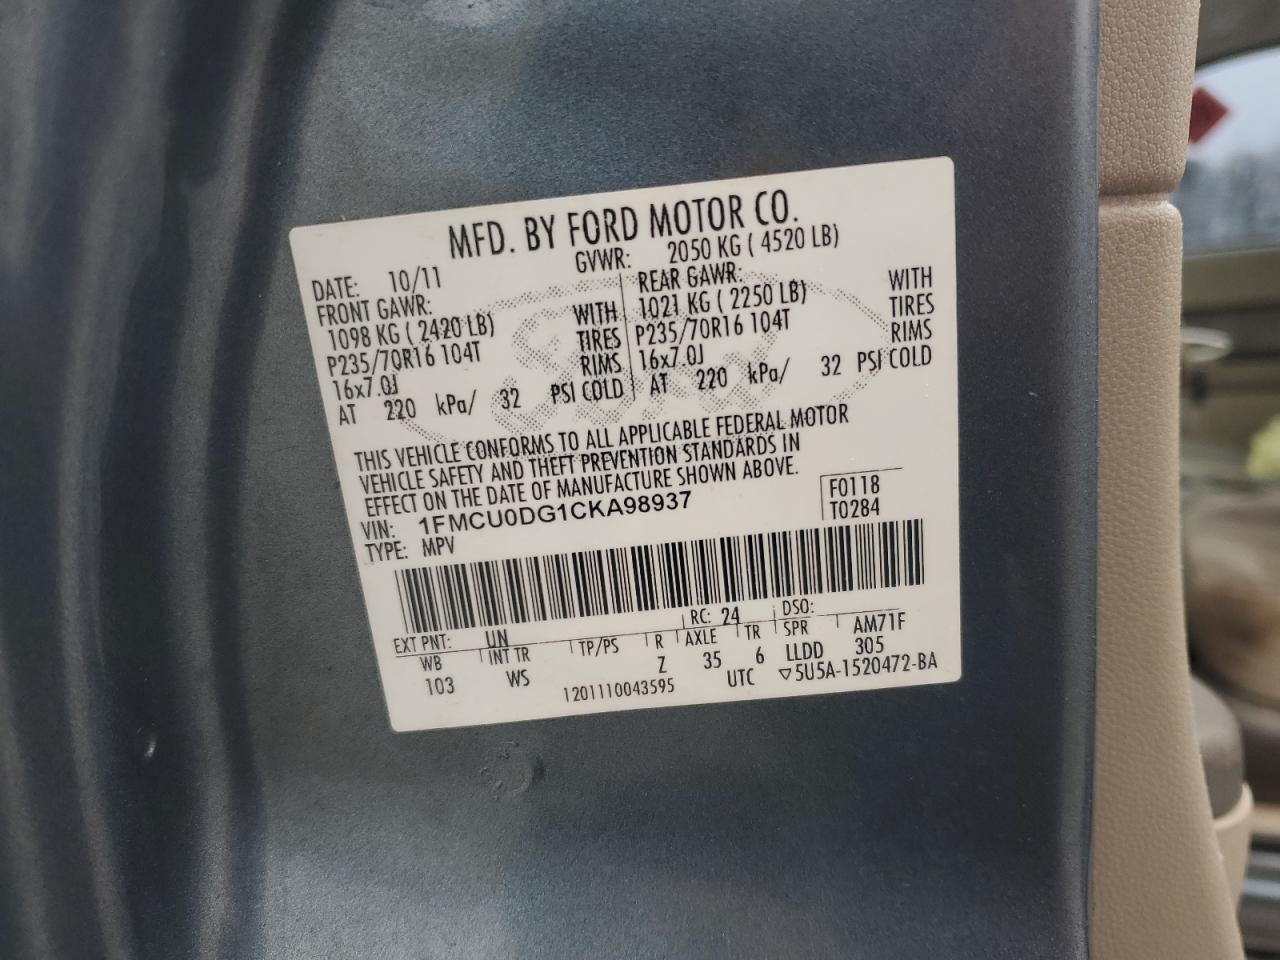 MFD. BY FORD MOTOR CO.
DATE: 10/11 GVWR: 2050 KG ( 4520 LB)
FRONT GAWR: REAR GAWR:
1098 KG ( 2420 LB) WITH 1021 KG ( 2250 LB) WITH
P235/70R16 104T TIRES P235/70R16 104T TIRES
16x7.0J RIMS 16x7.0J RIMS
AT 220 kPa/ 32 PSI COLD AT 220 kPa/ 32 PSI COLD
THIS VEHICLE CONFORMS TO ALL APPLICABLE FEDERAL MOTOR
VEHICLE SAFETY AND THEFT PREVENTION STANDARDS IN
EFFECT ON THE DATE OF MANUFACTURE SHOWN ABOVE.
VIN: 1FMCU0DG1CKA98937 F0118
TYPE: MPV T0284
EXT PNT: UN RC: 24 DSO:
WB INT TR TP/PS R AXLE TR SPR AM71F
103 WS Z 35 6 LLDD 305
1201110043595 UTC ▽5U5A-1520472-BA